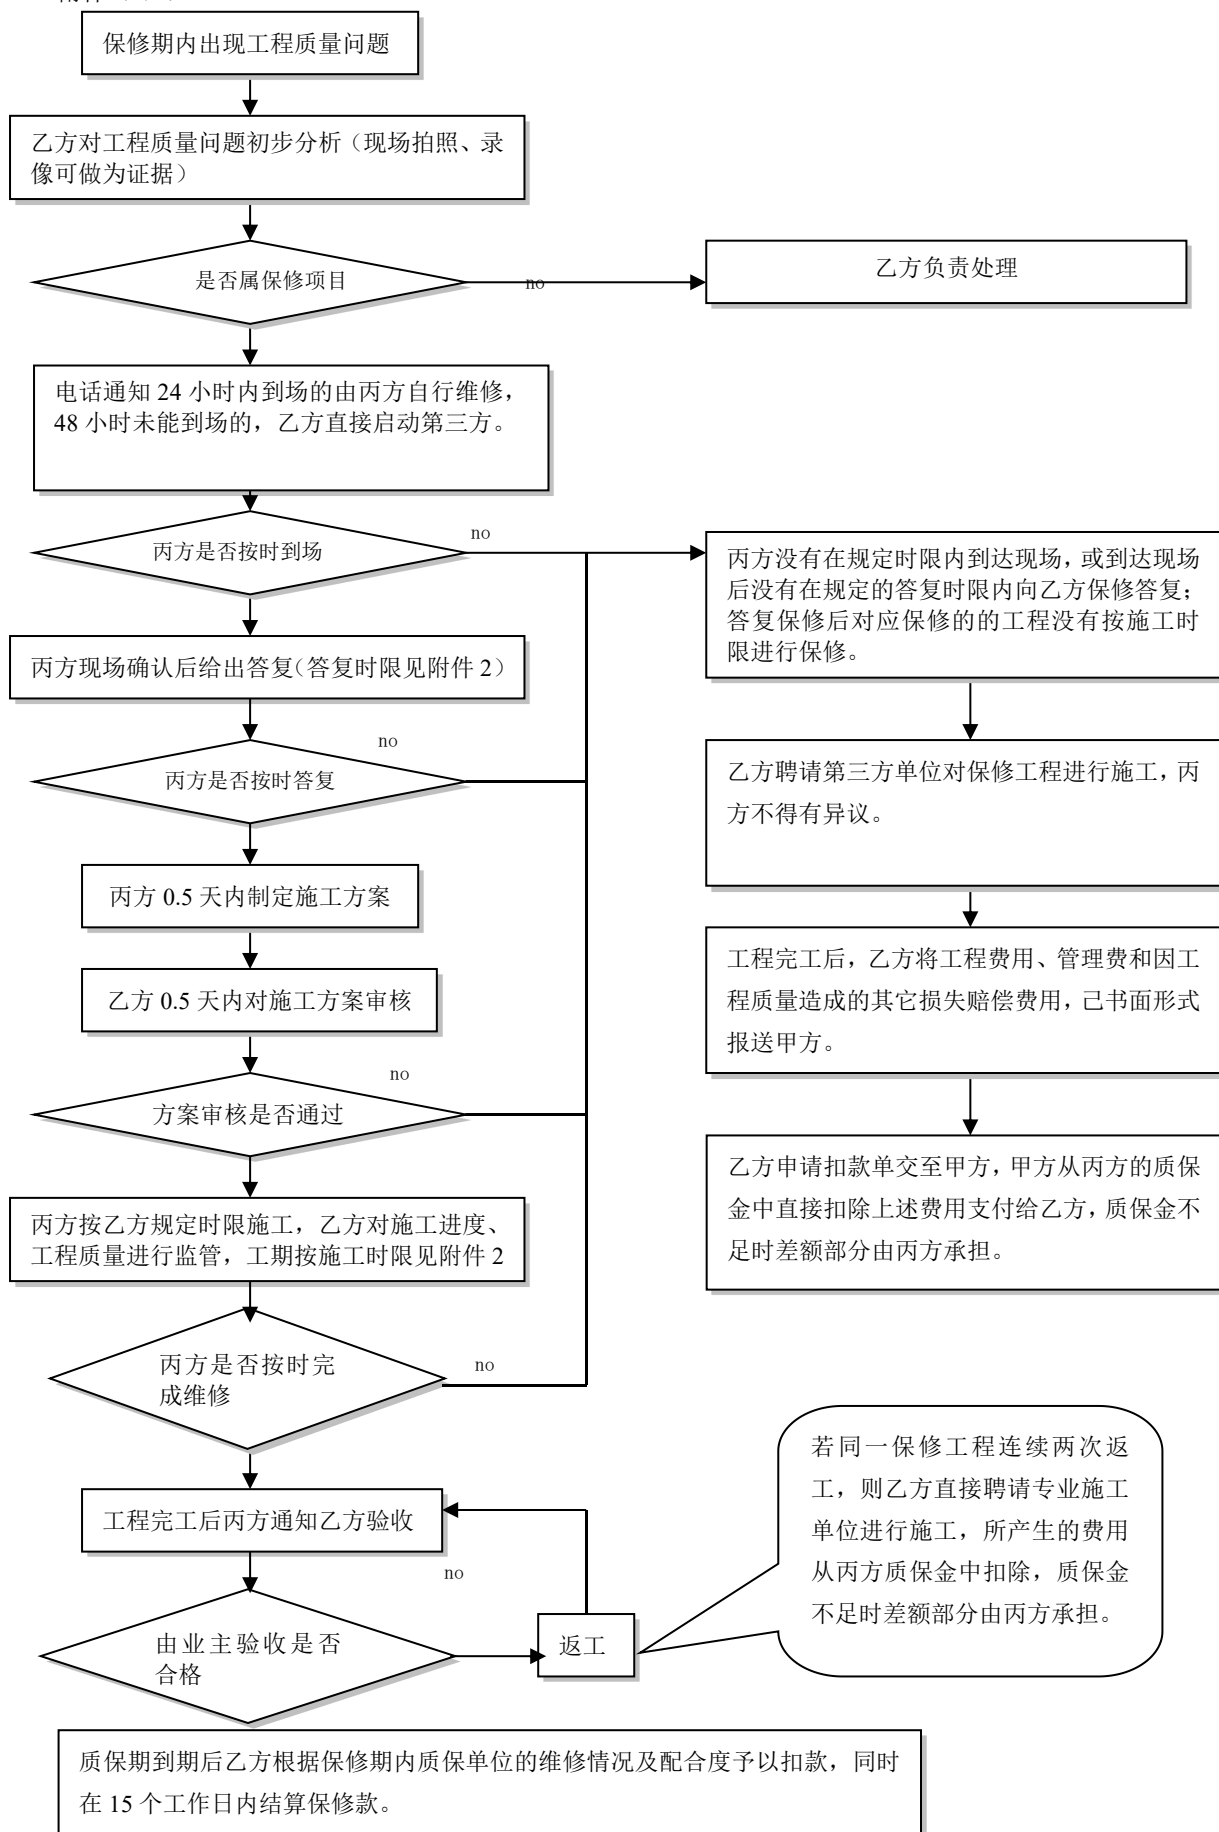 保修期内出现工程质量问题
乙方对工程质量问题初步分析（现场拍照、录
像可做为证据）
是否属保修项目
no
乙方负责处理
电话通知 24 小时内到场的由丙方自行维修，
48 小时未能到场的，乙方直接启动第三方。
丙方是否按时到场
no
丙方没有在规定时限内到达现场，或到达现场
后没有在规定的答复时限内向乙方保修答复；
答复保修后对应保修的的工程没有按施工时
限进行保修。
丙方现场确认后给出答复（答复时限见附件 2）
丙方是否按时答复
no
乙方聘请第三方单位对保修工程进行施工，丙
方不得有异议。
丙方 0.5 天内制定施工方案
乙方 0.5 天内对施工方案审核
工程完工后，乙方将工程费用、管理费和因工
程质量造成的其它损失赔偿费用，己书面形式
报送甲方。
no
方案审核是否通过
乙方申请扣款单交至甲方，甲方从丙方的质保
金中直接扣除上述费用支付给乙方，质保金不
足时差额部分由丙方承担。
丙方按乙方规定时限施工，乙方对施工进度、
工程质量进行监管，工期按施工时限见附件 2
丙方是否按时完
成维修
no
工程完工后丙方通知乙方验收
no
由业主验收是否
合格
返工
若同一保修工程连续两次返
工，则乙方直接聘请专业施工
单位进行施工，所产生的费用
从丙方质保金中扣除，质保金
不足时差额部分由丙方承担。
质保期到期后乙方根据保修期内质保单位的维修情况及配合度予以扣款，同时
在 15 个工作日内结算保修款。